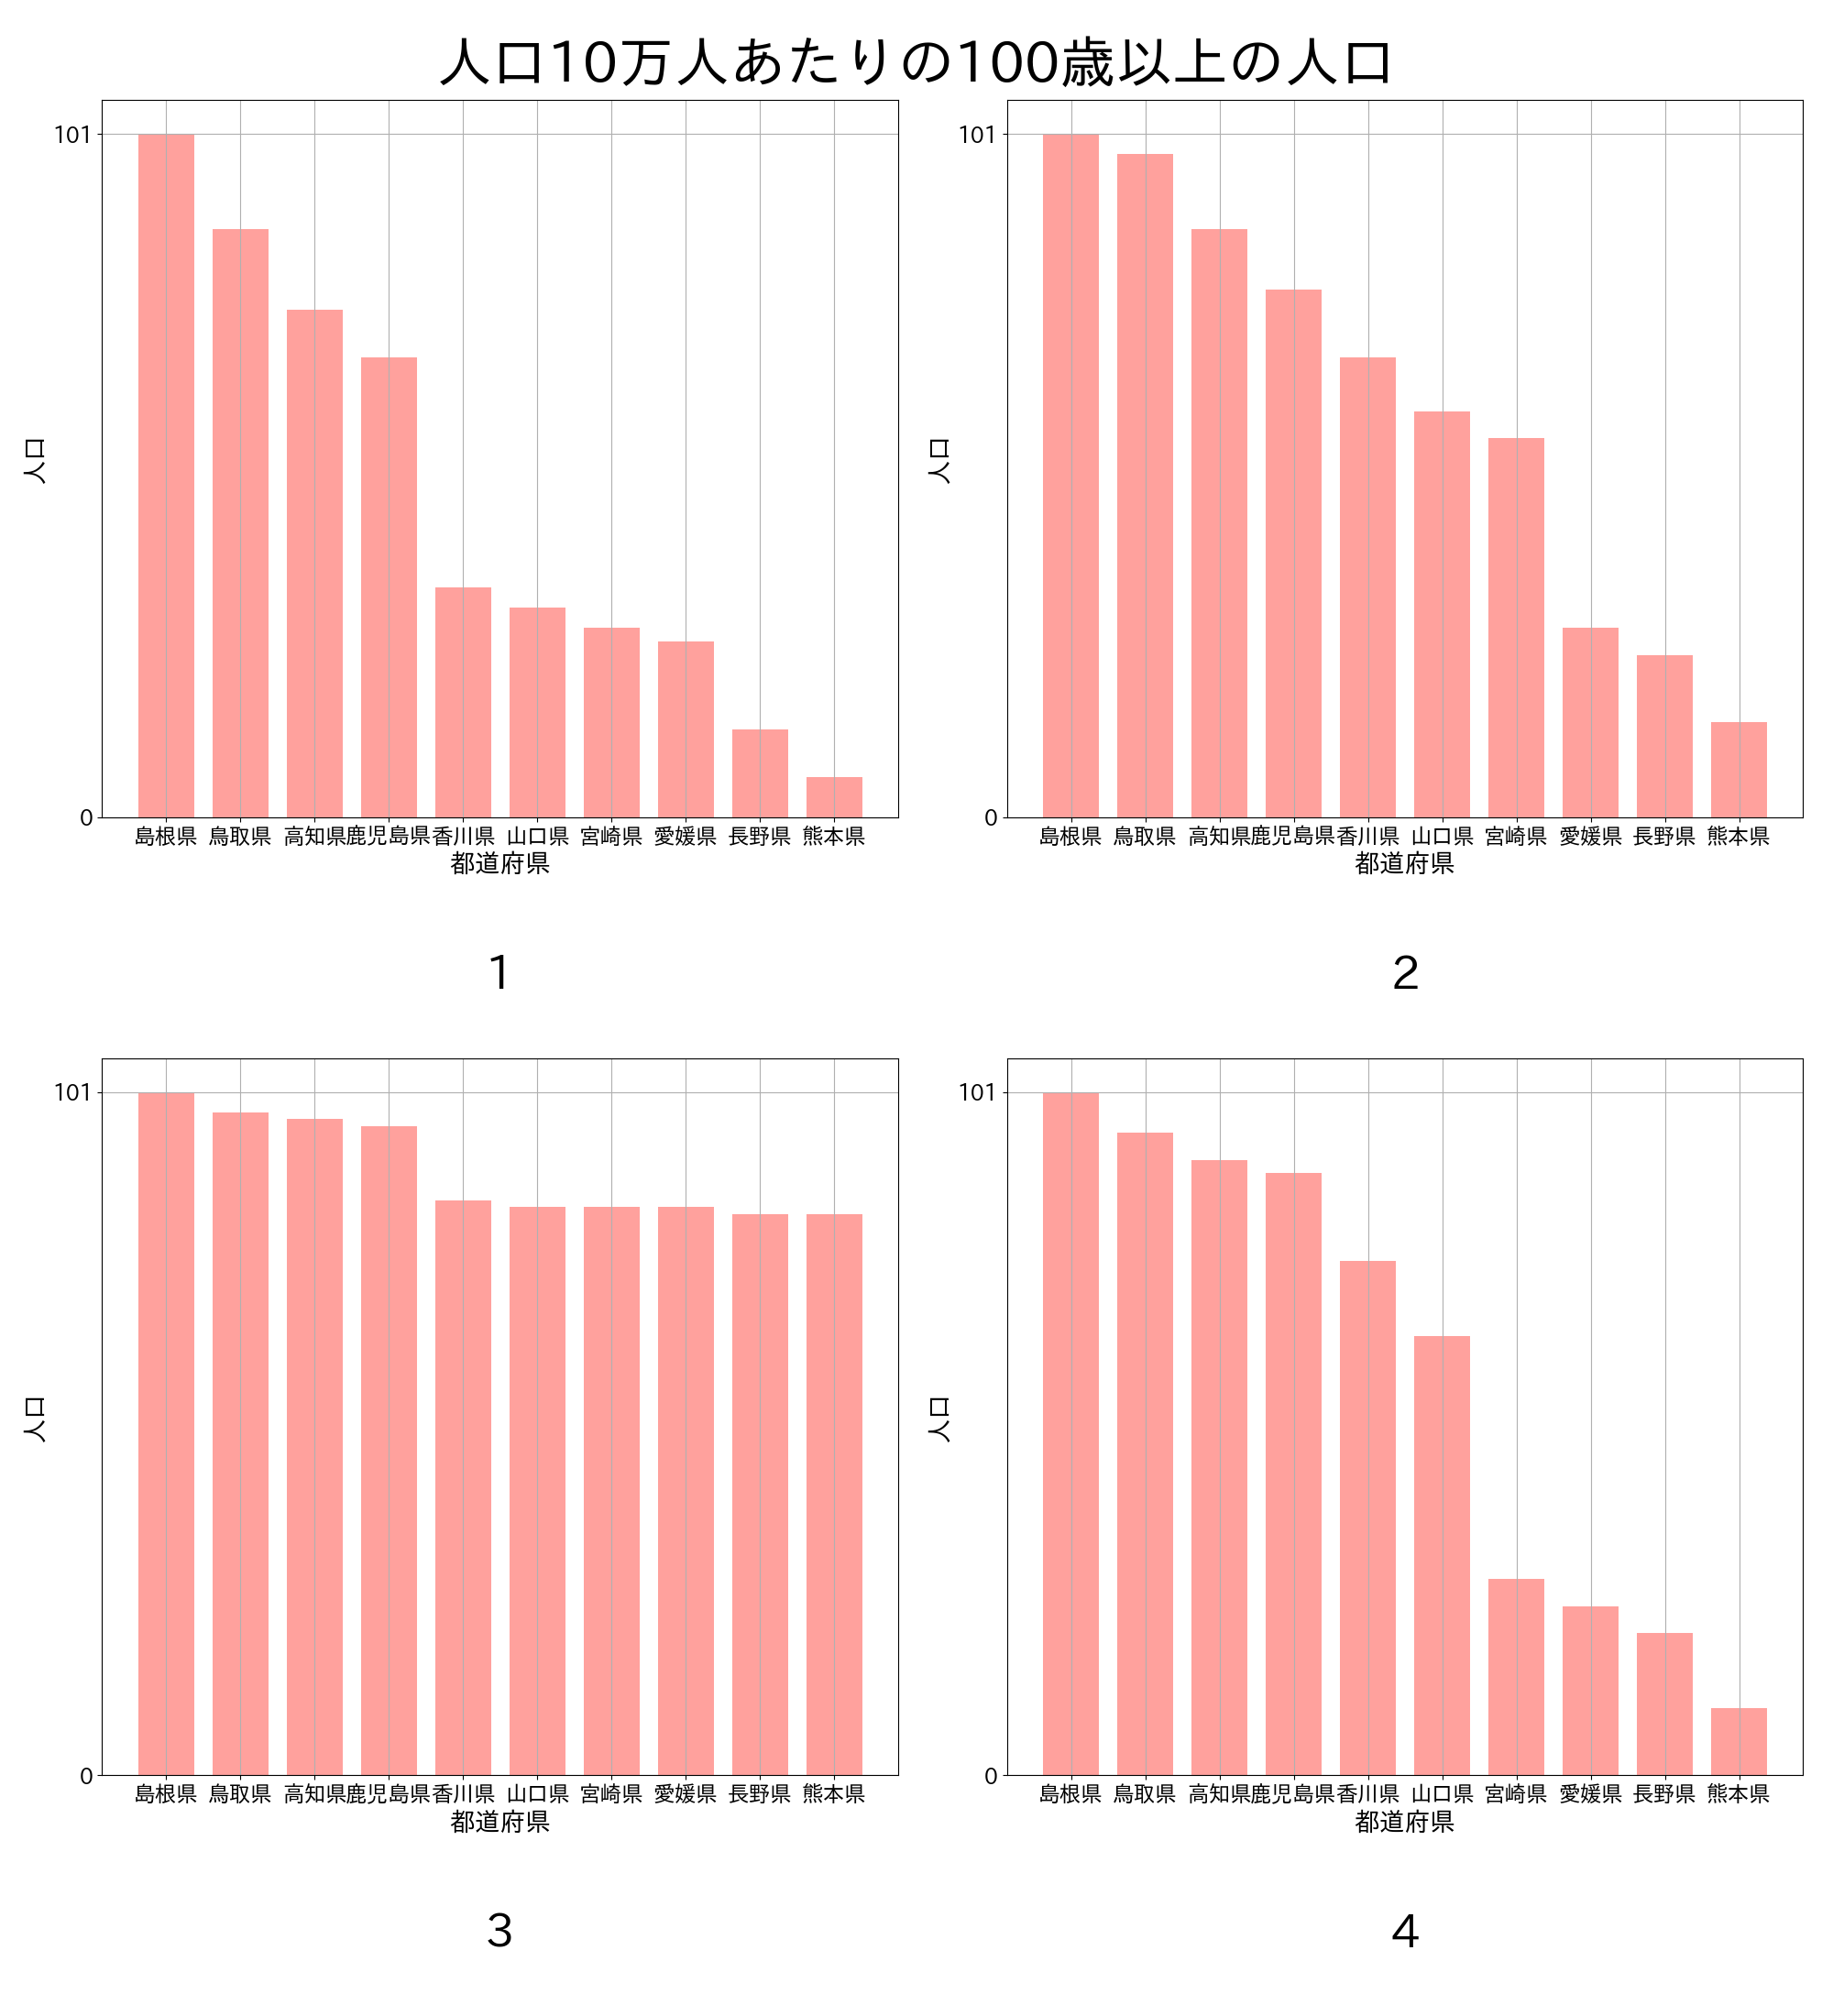 人口10万人あたりの100歳以上の人口
101
0
人口
島根県 鳥取県 高知県 鹿児島県 香川県 山口県 宮崎県 愛媛県 長野県 熊本県
都道府県
1
101
0
人口
島根県 鳥取県 高知県 鹿児島県 香川県 山口県 宮崎県 愛媛県 長野県 熊本県
都道府県
2
101
0
人口
島根県 鳥取県 高知県 鹿児島県 香川県 山口県 宮崎県 愛媛県 長野県 熊本県
都道府県
3
101
0
人口
島根県 鳥取県 高知県 鹿児島県 香川県 山口県 宮崎県 愛媛県 長野県 熊本県
都道府県
4